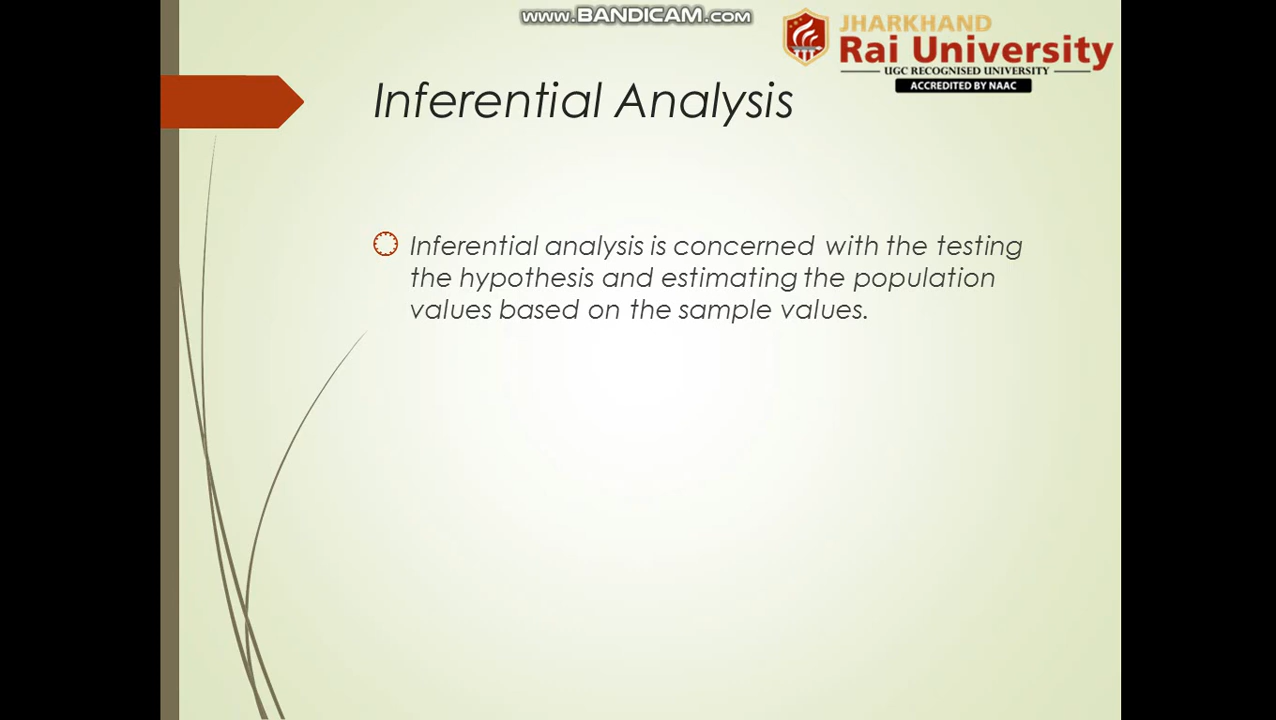 www.BANDICAM.com
JHARKHAND
Rai University
UGC RECOGNISED UNIVERSITY
ACCREDITED BY NAAC
Inferential Analysis
Inferential analysis is concerned with the testing
the hypothesis and estimating the population
values based on the sample values.